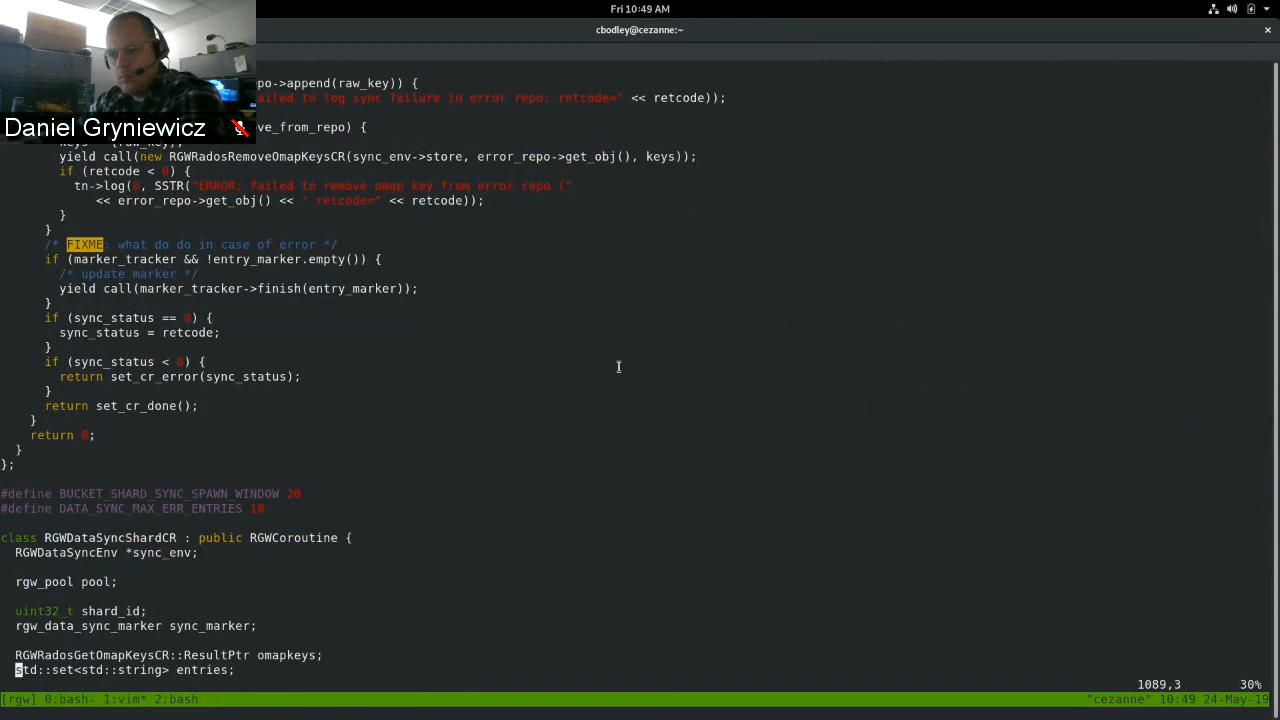 Fri 10:49 AM
cbodley@cezanne:~
po->append(raw_key)) {
ailed to log sync failure in error repo: retcode=" << retcode));
Daniel Gryniewicz
ve_from_repo) {
yield call(new RGWRadosRemoveOmapKeysCR(sync_env->store, error_repo->get_obj(), keys));
if (retcode < 0) {
tn->log(0, SSTR("ERROR: failed to remove omap key from error repo ("
<< error_repo->get_obj() << " retcode=" << retcode));
}
}
/* FIXME: what do do in case of error */
if (marker_tracker && !entry_marker.empty()) {
/* update marker */
yield call(marker_tracker->finish(entry_marker));
}
if (sync_status == 0) {
sync_status = retcode;
}
if (sync_status < 0) {
return set_cr_error(sync_status);
}
return set_cr_done();
}
return 0;
}
};
#define BUCKET_SHARD_SYNC_SPAWN_WINDOW 20
#define DATA_SYNC_MAX_ERR_ENTRIES 10
class RGWDataSyncShardCR : public RGWCoroutine {
RGWDataSyncEnv *sync_env;
rgw_pool pool;
uint32_t shard_id;
rgw_data_sync_marker sync_marker;
RGWRadosGetOmapKeysCR::ResultPtr omapkeys;
std::set<std::string> entries;
1089,3 30%
[rgw] 0:bash- 1:vim* 2:bash "cezanne" 10:49 24-May-19